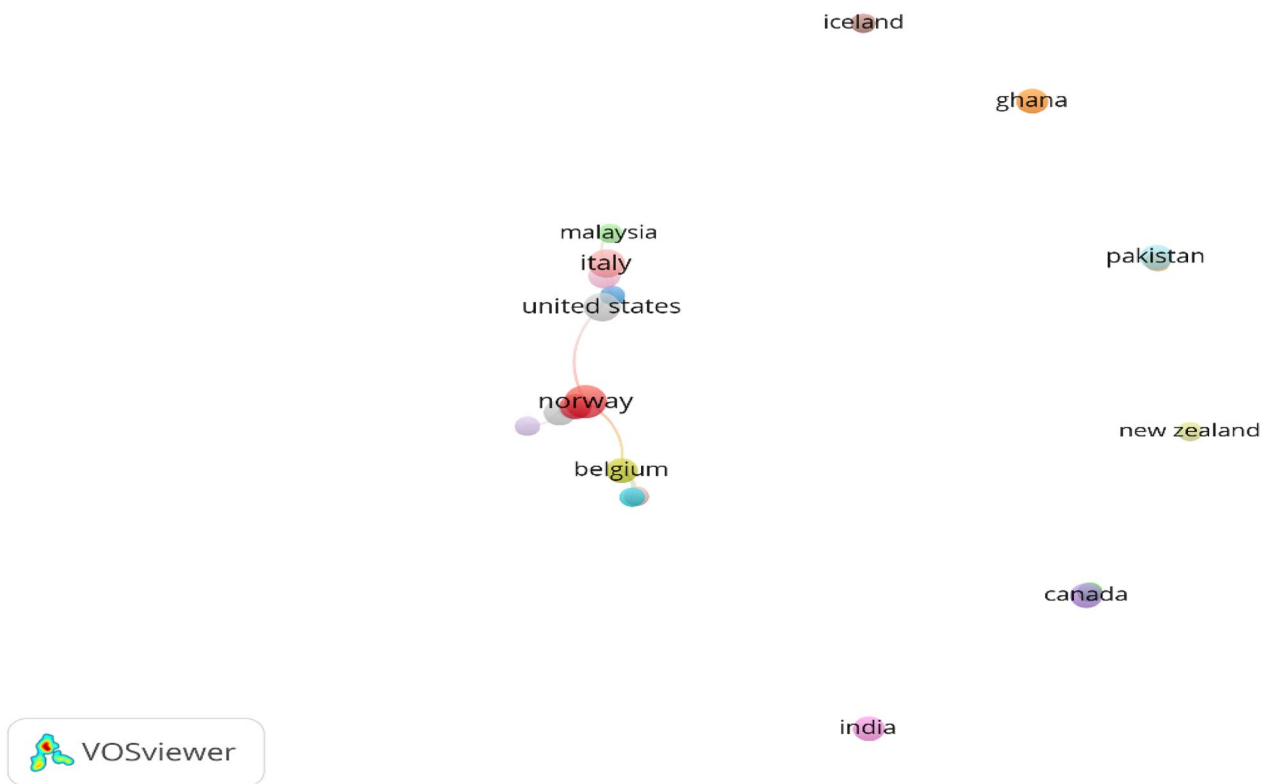 iceland
ghana
malaysia
pakistan
italy
united states
norway
new zealand
belgium
canada
india
VOSviewer